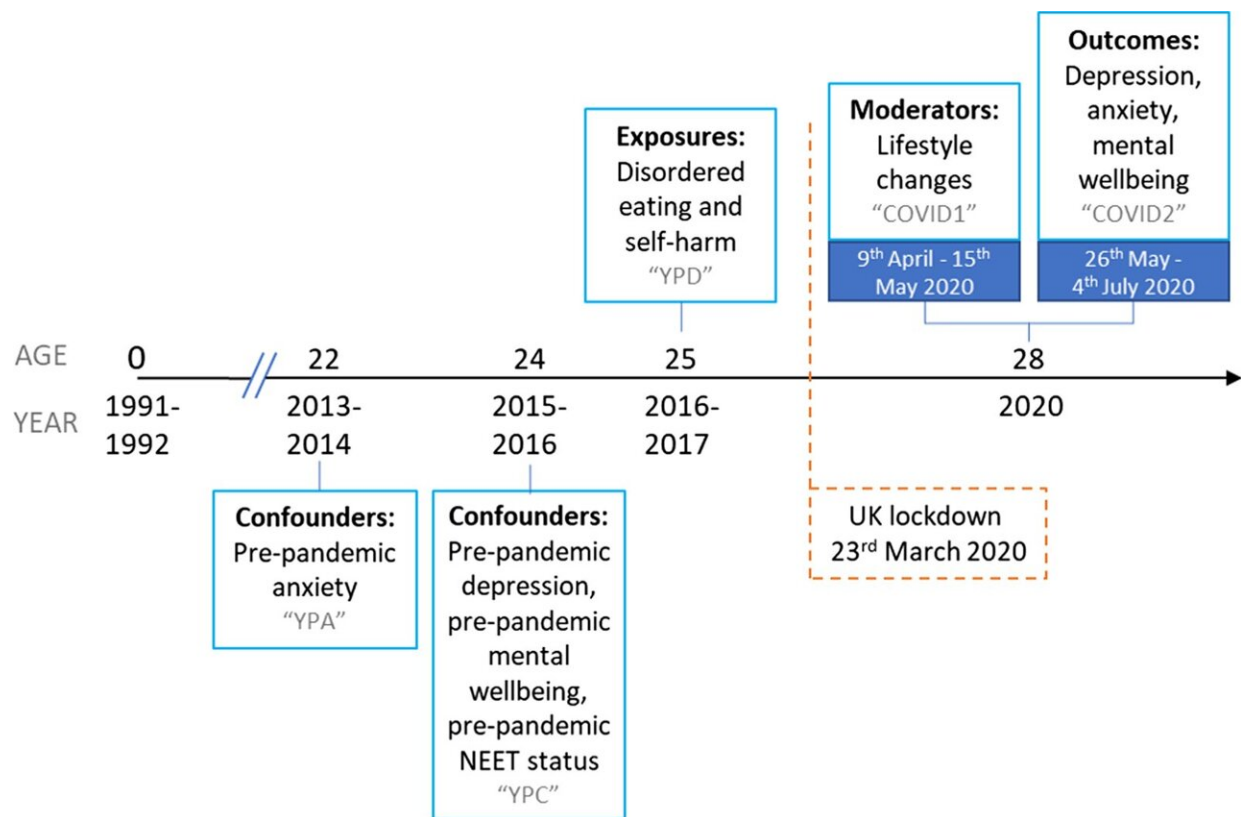 Outcomes:
Depression,
anxiety,
mental
wellbeing
“COVID2”
26th May -
4th July 2020
Moderators:
Lifestyle
changes
“COVID1”
9th April - 15th
May 2020
Exposures:
Disordered
eating and
self-harm
“YPD”
AGE 0 22 24 25 28
YEAR
1991-
1992
2013-
2014
2015-
2016
2016-
2017
2020
Confounders:
Pre-pandemic
anxiety
“YPA”
Confounders:
Pre-pandemic
depression,
pre-pandemic
mental
wellbeing,
pre-pandemic
NEET status
“YPC”
UK lockdown
23rd March 2020